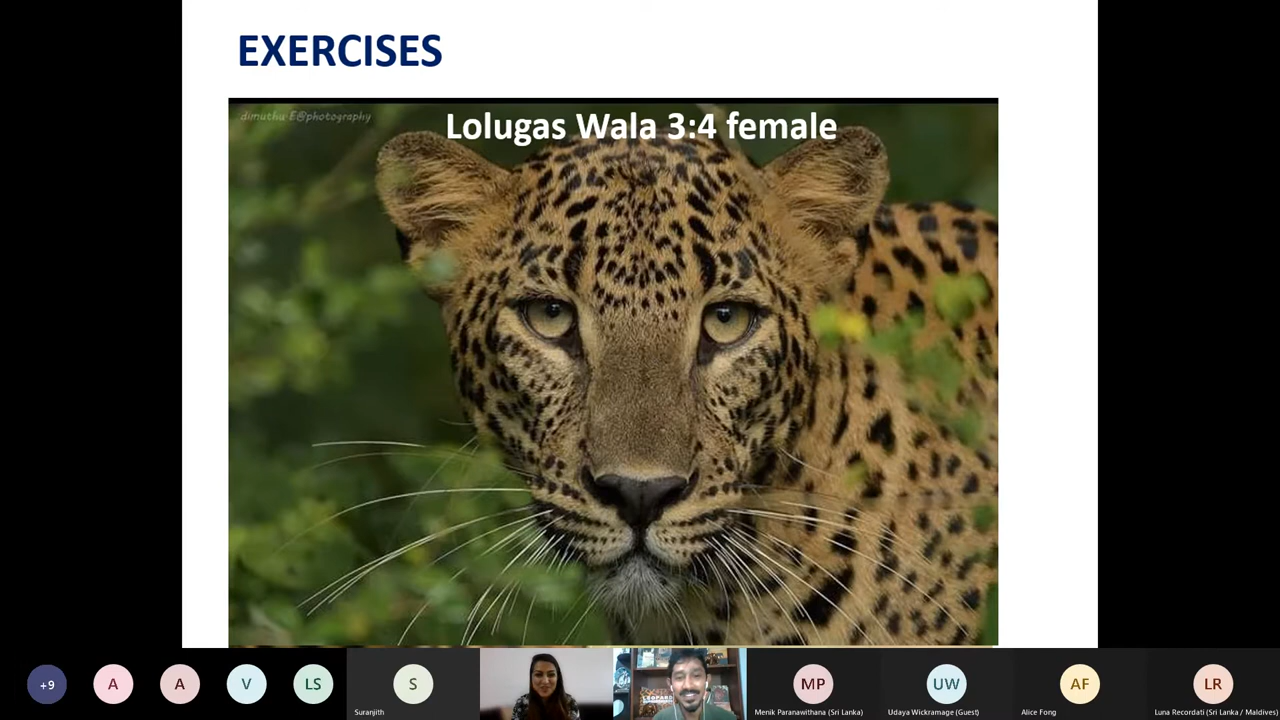 EXERCISES
dimuthu.E@photography
Lolugas Wala 3:4 female
+9
A
A
V
LS
S
MP
UW
AF
LR
Suranjith
Menik Paranawithana (Sri Lanka)
Udaya Wickramage (Guest)
Alice Fong
Luna Recordati (Sri Lanka / Maldives)